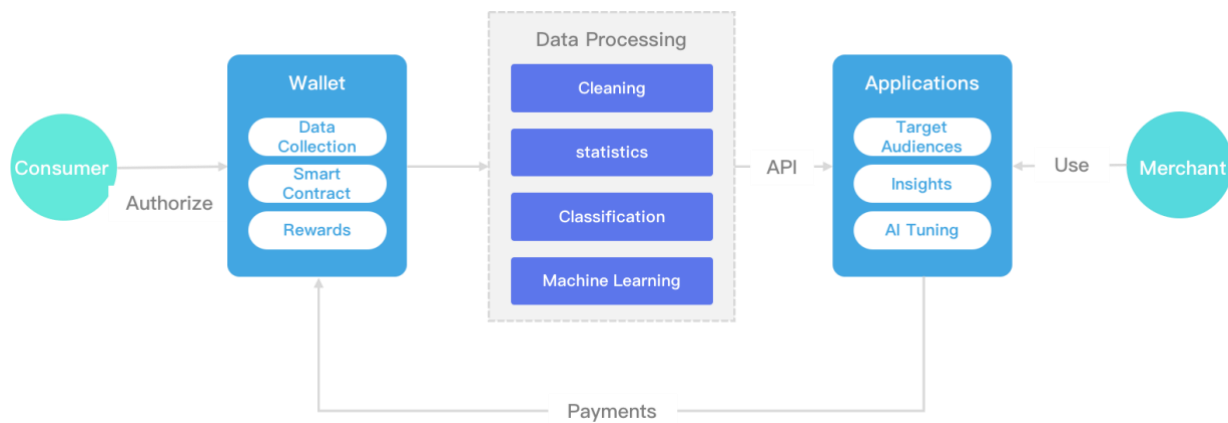 Data Processing
Wallet
Cleaning
Applications
Data
Collection
Target
Audiences
Consumer
statistics
API
Use
Merchant
Smart
Contract
Insights
Authorize
Classification
Rewards
AI Tuning
Machine Learning
Payments